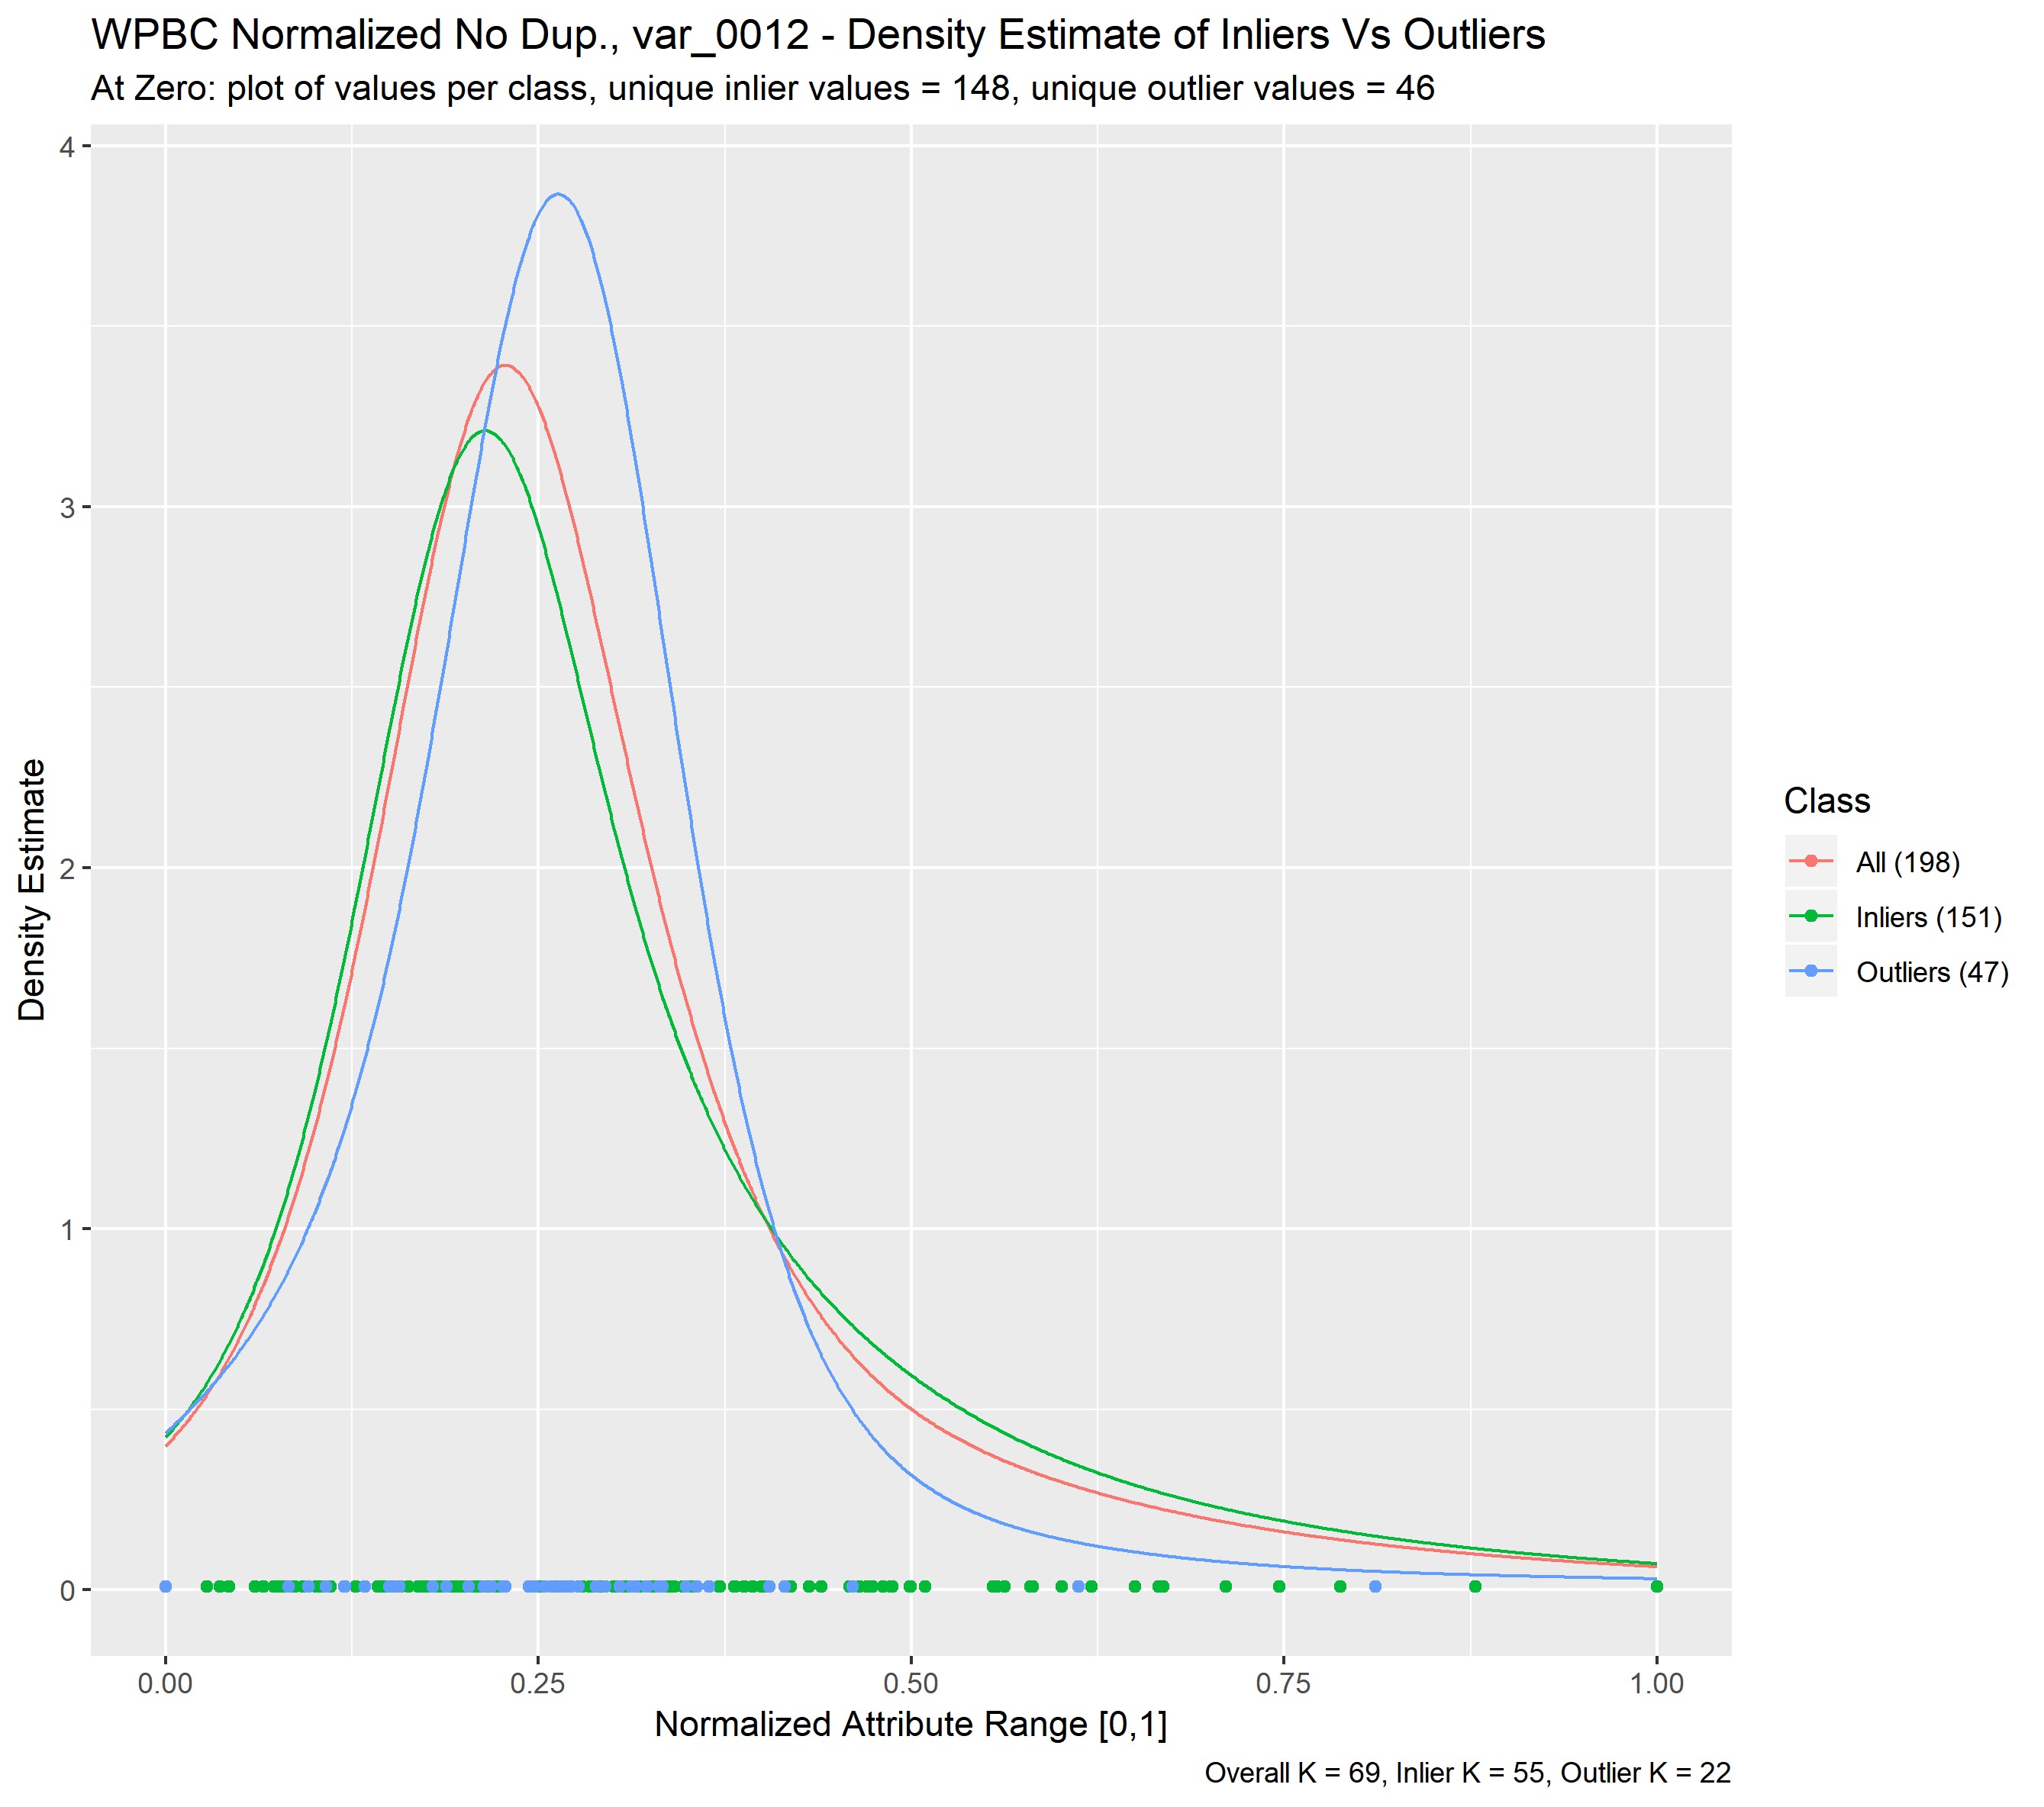 WPBC Normalized No Dup., var_0012 - Density Estimate of Inliers Vs Outliers
At Zero: plot of values per class, unique inlier values = 148, unique outlier values = 46
4
3
2
1
0
Density Estimate
0.00 0.25 0.50 0.75 1.00
Normalized Attribute Range [0,1]
Class
All (198)
Inliers (151)
Outliers (47)
Overall K = 69, Inlier K = 55, Outlier K = 22